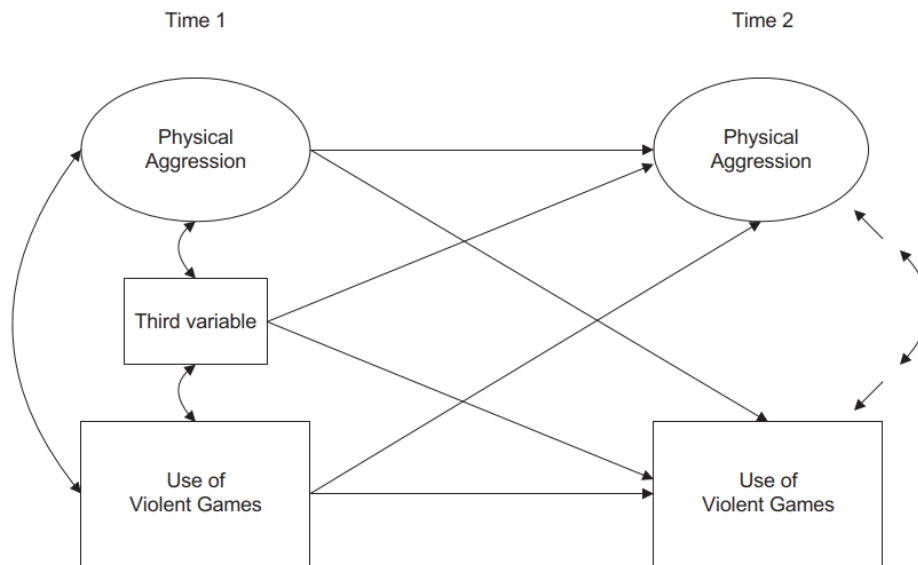 Time 1
Time 2
Physical
Aggression
Physical
Aggression
Third variable
Use of
Violent Games
Use of
Violent Games